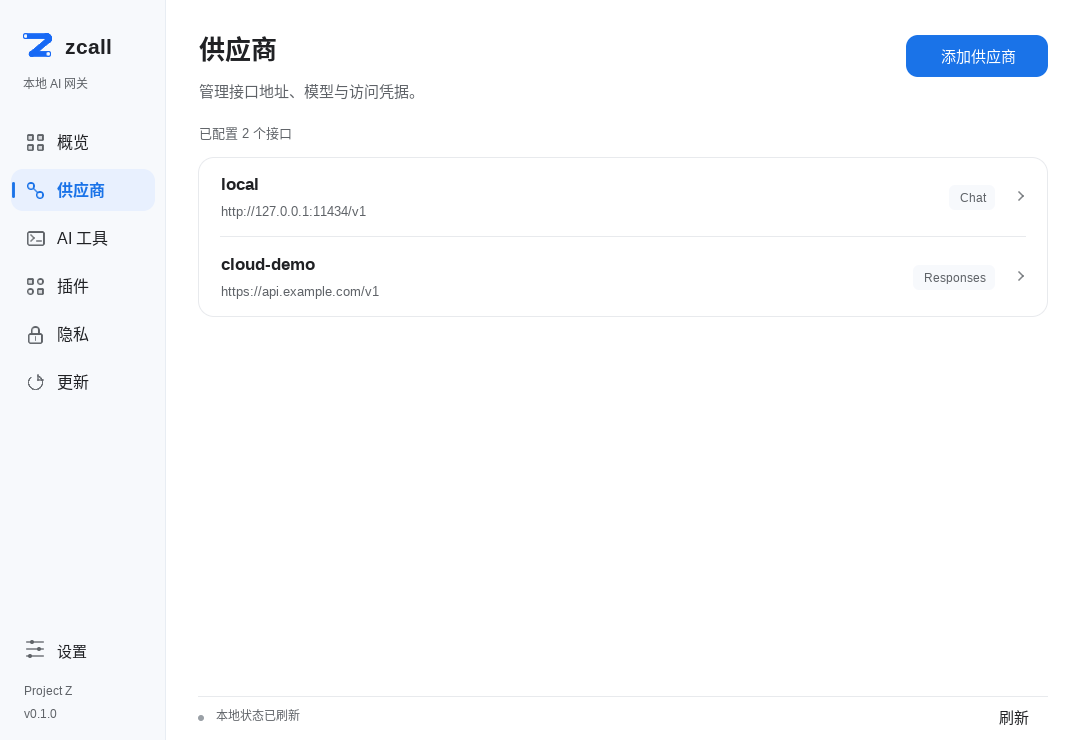 zcall
本地 AI 网关
概览
供应商
AI 工具
插件
隐私
更新
设置
Project Z
v0.1.0
供应商
添加供应商
管理接口地址、模型与访问凭据。
已配置 2 个接口
local
http://127.0.0.1:11434/v1
Chat
cloud-demo
https://api.example.com/v1
Responses
本地状态已刷新
刷新